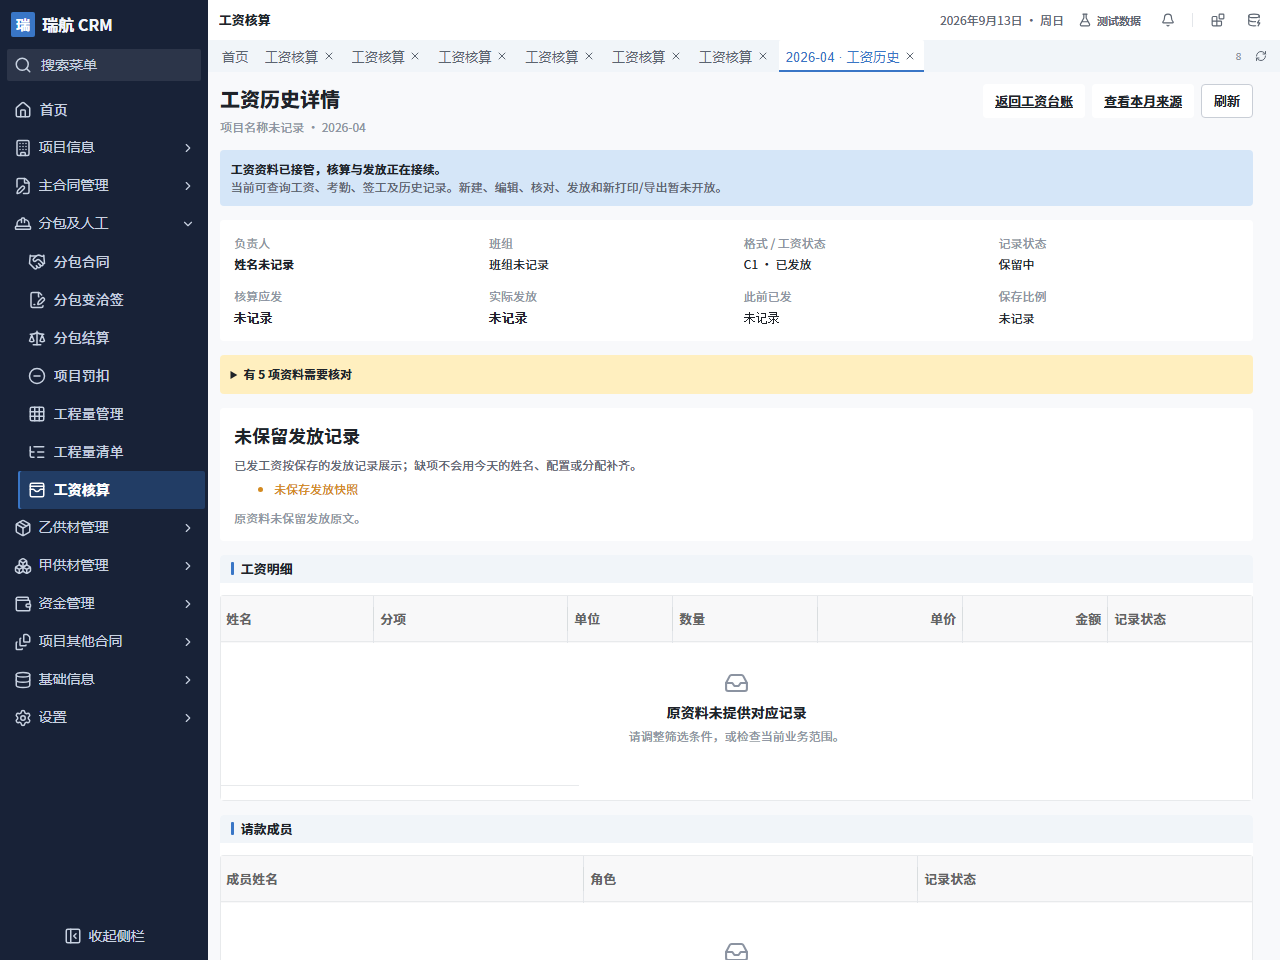 瑞 瑞航 CRM
搜索菜单
首页
项目信息
主合同管理
分包及人工
分包合同
分包变洽签
分包结算
项目罚扣
工程量管理
工程量清单
工资核算
乙供材管理
甲供材管理
资金管理
项目其他合同
基础信息
设置
收起侧栏
工资核算
2026年9月13日 • 周日 测试数据
首页 工资核算 × 工资核算 × 工资核算 × 工资核算 × 工资核算 × 工资核算 × 2026-04 · 工资历史 × 8
工资历史详情
项目名称未记录 • 2026-04
返回工资台账 查看本月来源 刷新
工资资料已接管，核算与发放正在接续。
当前可查询工资、考勤、签工及历史记录。新建、编辑、核对、发放和新打印/导出暂未开放。
负责人 班组 格式 / 工资状态 记录状态
姓名未记录 班组未记录 C1 • 已发放 保留中
核算应发 实际发放 此前已发 保存比例
未记录 未记录 未记录 未记录
▶ 有 5 项资料需要核对
未保留发放记录
已发工资按保存的发放记录展示；缺项不会用今天的姓名、配置或分配补齐。
• 未保存发放快照
原资料未保留发放原文。
工资明细
姓名 分项 单位 数量 单价 金额 记录状态
原资料未提供对应记录
请调整筛选条件，或检查当前业务范围。
请款成员
成员姓名 角色 记录状态